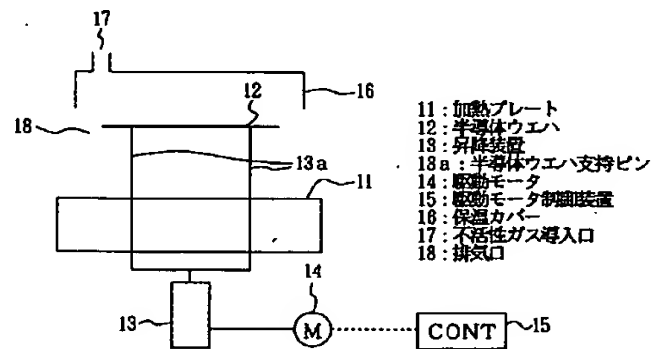 17
12
16
18
13a
11
14
13
M
CONT
15
11:加熱プレート
12:半導体ウエハ
13:昇降装置
13a:半導体ウエハ支持ピン
14:駆動モータ
15:駆動モータ制御装置
16:保温カバー
17:不活性ガス導入口
18:排気口